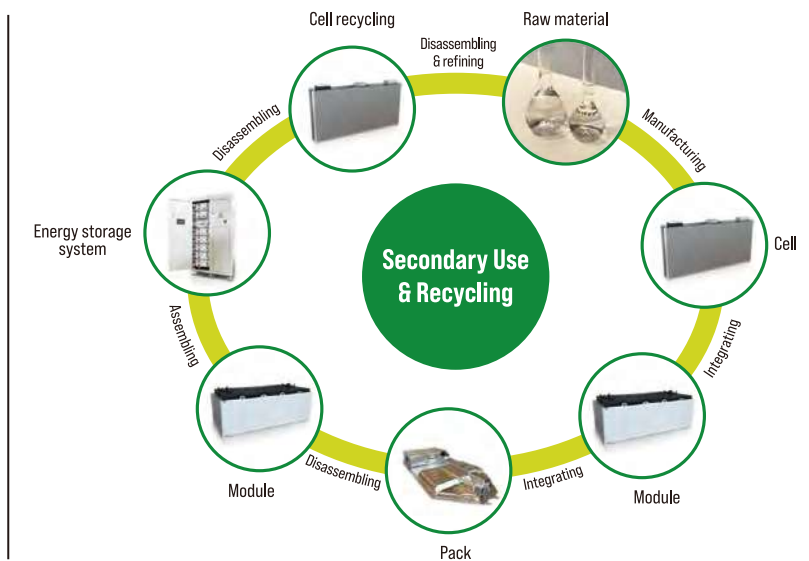 Cell recycling
Disassembling
& refining
Raw material
Manufacturing
Cell
Integrating
Module
Integrating
Pack
Disassembling
Module
Assembling
Energy storage
system
Disassembling
Secondary Use
& Recycling